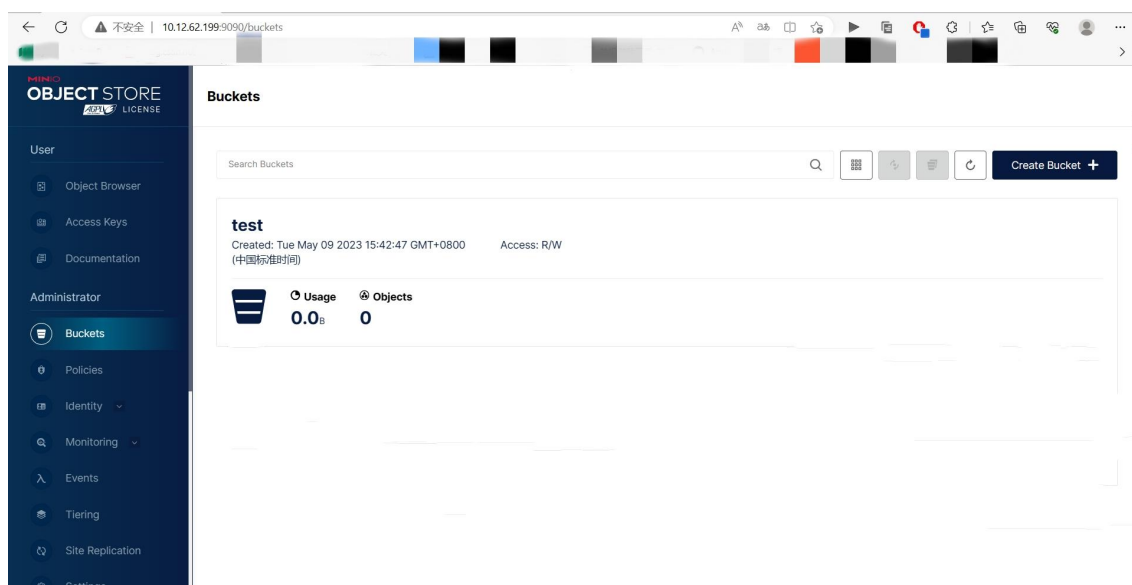 不安全 | 10.12.62.199:9090/buckets
MINIO
OBJECT STORE
AGPLV3 LICENSE
User
Object Browser
Access Keys
Documentation
Administrator
Buckets
Policies
Identity
Monitoring
Events
Tiering
Site Replication
Settings
Buckets
Search Buckets
Create Bucket +
test
Created: Tue May 09 2023 15:42:47 GMT+0800 Access: R/W
(中国标准时间)
Usage Objects
0.0B 0